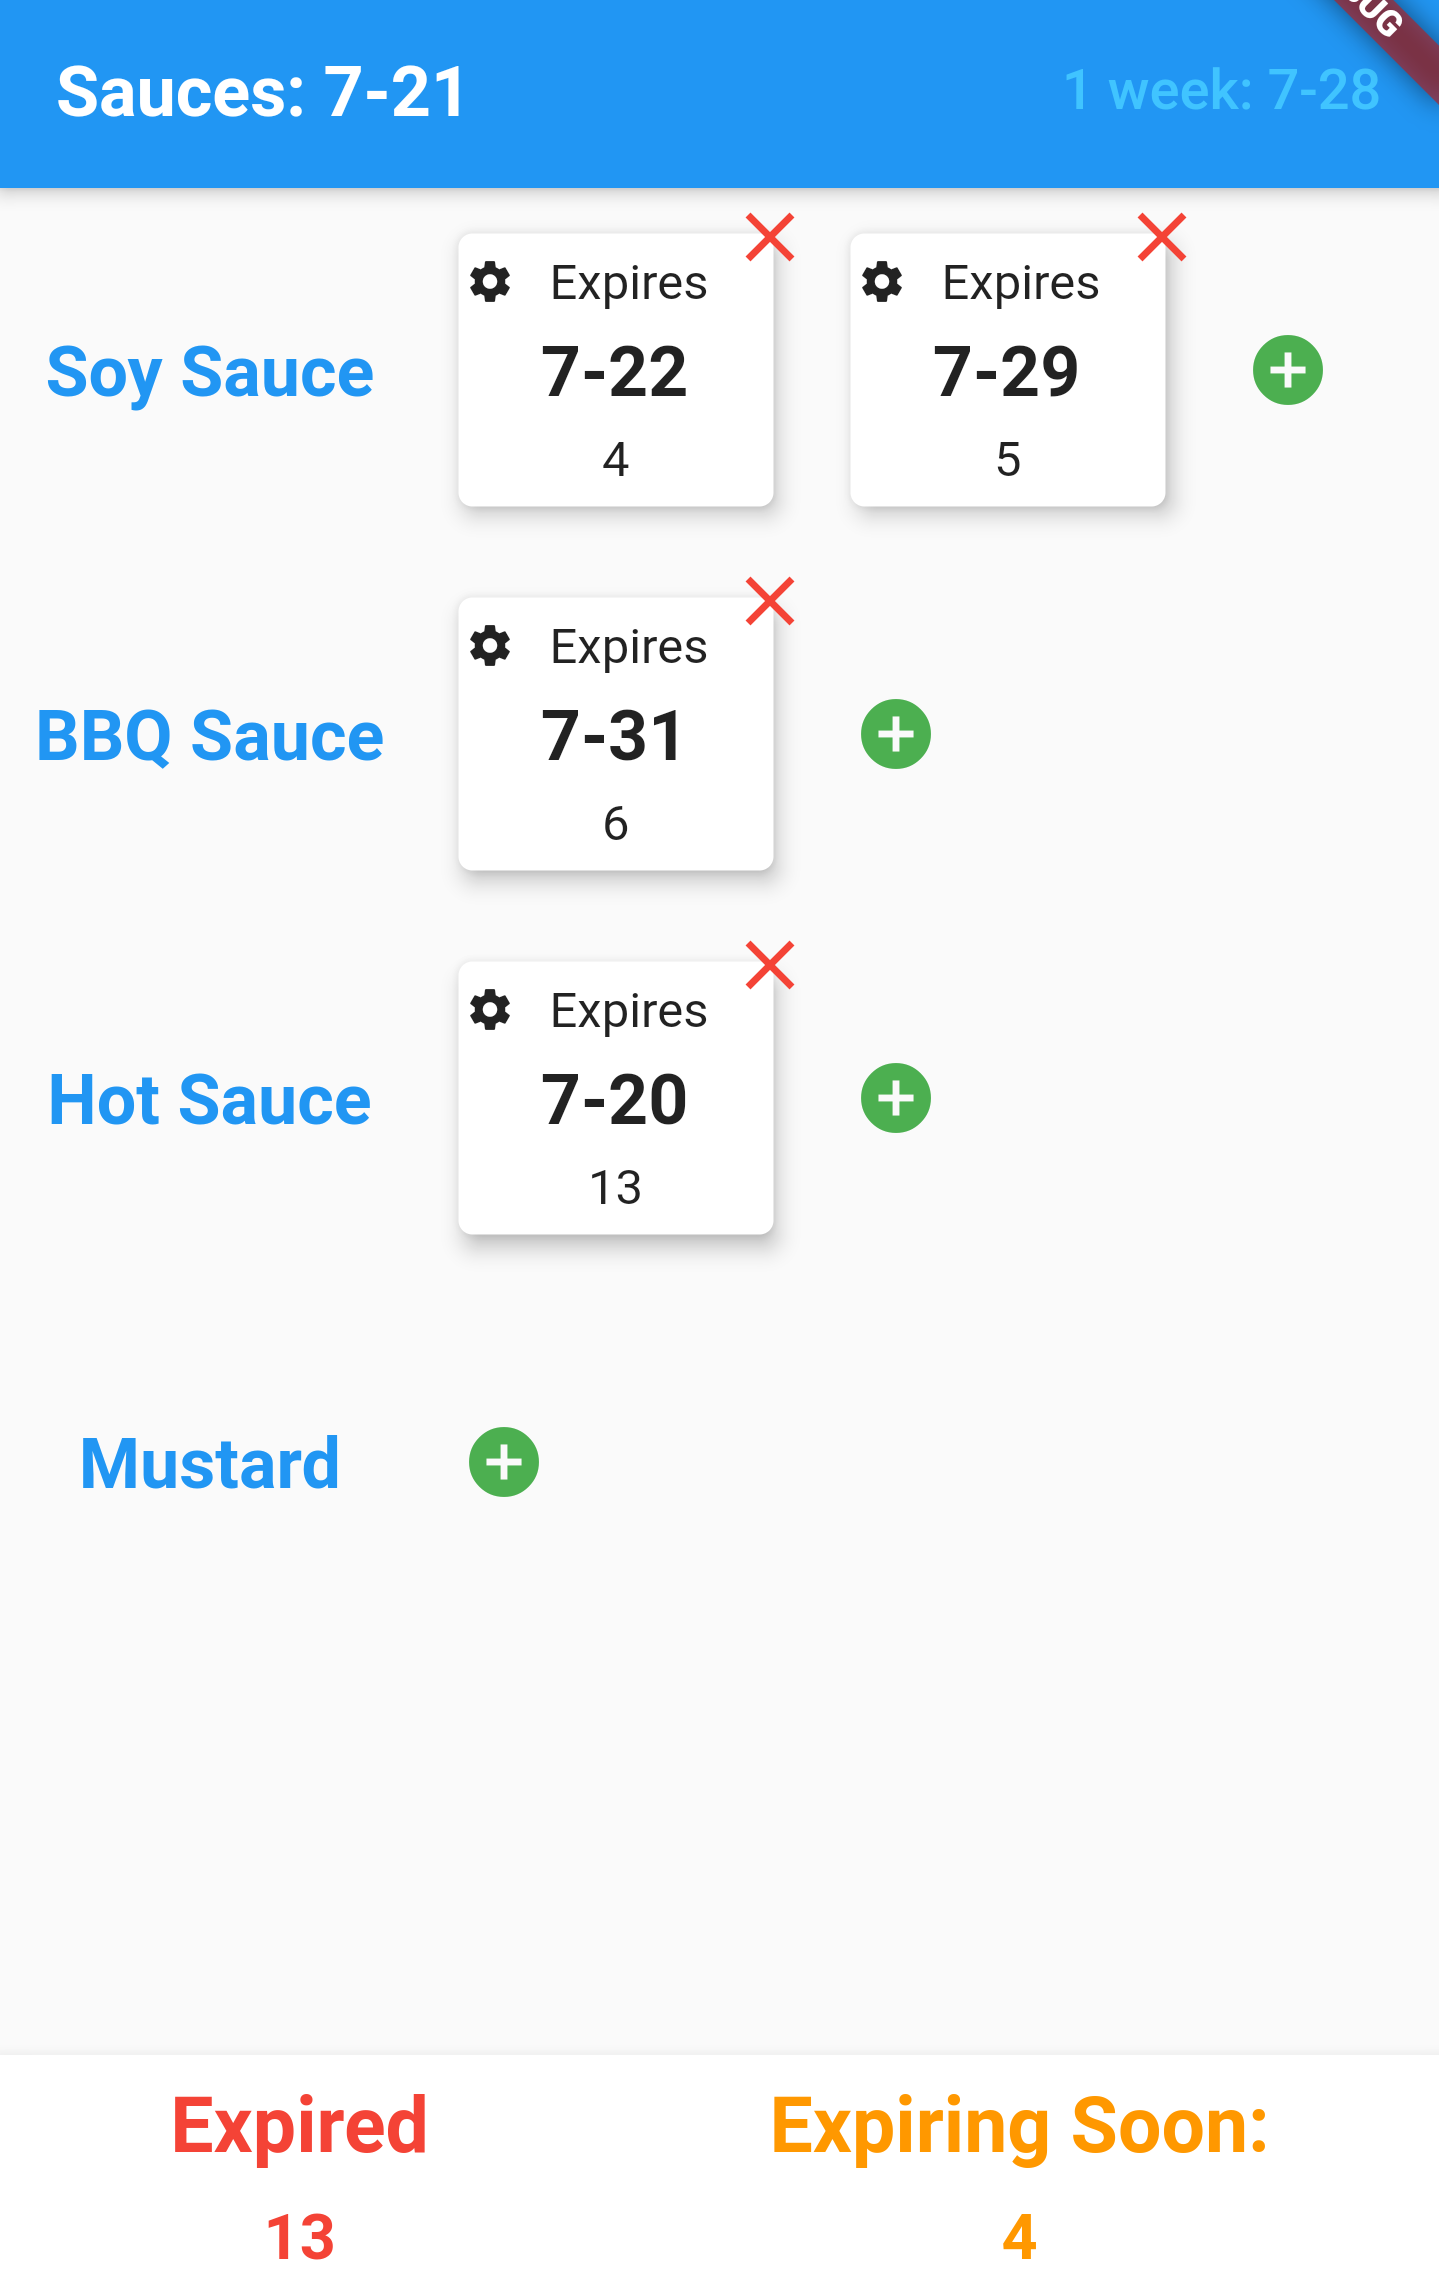 Sauces: 7-21
1 week: 7-28
Expires
7-22
4
Expires
7-29
5
Soy Sauce
Expires
7-31
6
BBQ Sauce
Expires
7-20
13
Hot Sauce
Mustard
Expired
13
Expiring Soon:
4